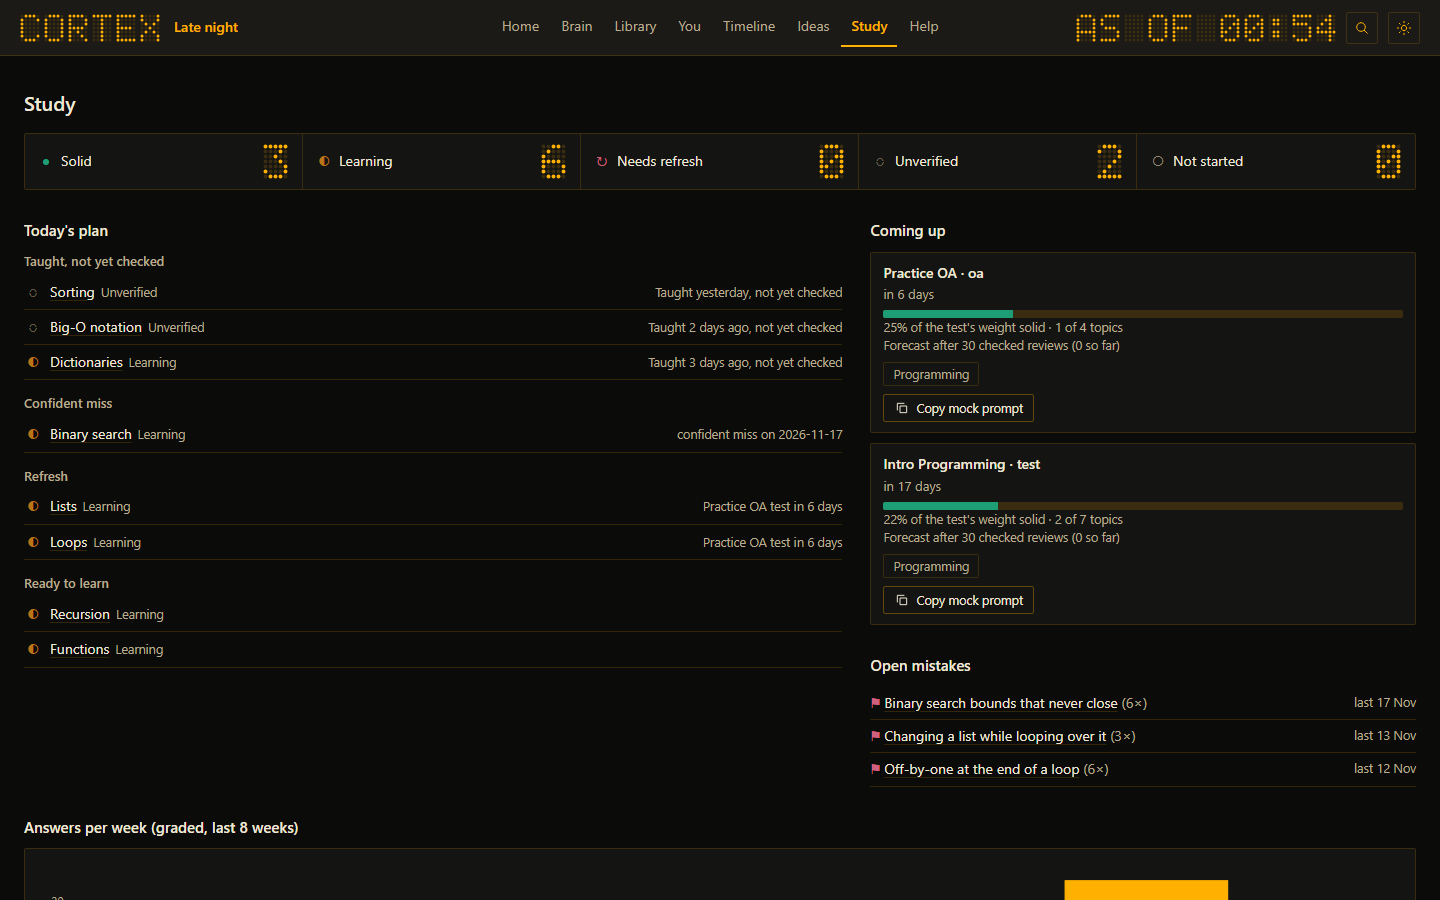 CORTEX Late night Home Brain Library You Timeline Ideas Study Help AS OF 00:54
Study
Solid 3 Learning 6 Needs refresh 0 Unverified 2 Not started 0
Today's plan
Taught, not yet checked
Sorting Unverified Taught yesterday, not yet checked
Big-O notation Unverified Taught 2 days ago, not yet checked
Dictionaries Learning Taught 3 days ago, not yet checked
Confident miss
Binary search Learning confident miss on 2026-11-17
Refresh
Lists Learning Practice OA test in 6 days
Loops Learning Practice OA test in 6 days
Ready to learn
Recursion Learning
Functions Learning
Coming up
Practice OA · oa
in 6 days
25% of the test's weight solid · 1 of 4 topics
Forecast after 30 checked reviews (0 so far)
Programming
Copy mock prompt
Intro Programming · test
in 17 days
22% of the test's weight solid · 2 of 7 topics
Forecast after 30 checked reviews (0 so far)
Programming
Copy mock prompt
Open mistakes
Binary search bounds that never close (6×) last 17 Nov
Changing a list while looping over it (3×) last 13 Nov
Off-by-one at the end of a loop (6×) last 12 Nov
Answers per week (graded, last 8 weeks)